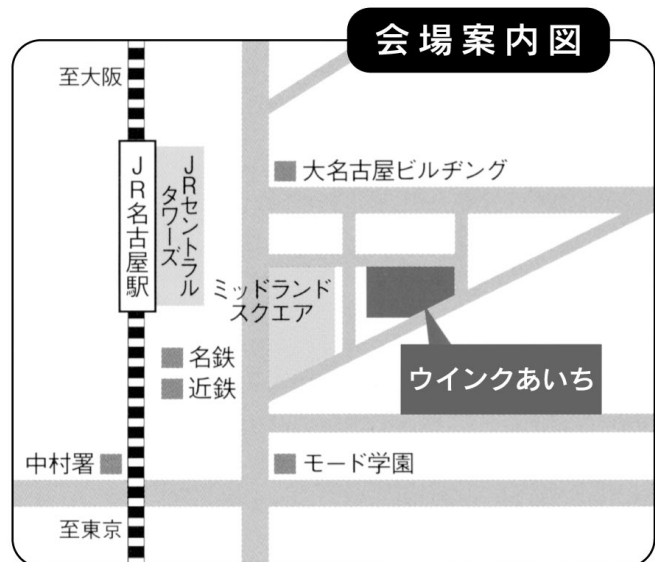 会場案内図
至大阪
JR名古屋駅
JRセントラル
タワーズ
大名古屋ビルヂング
ミッドランド
スクエア
名鉄
近鉄
ウインクあいち
中村署
モード学園
至東京